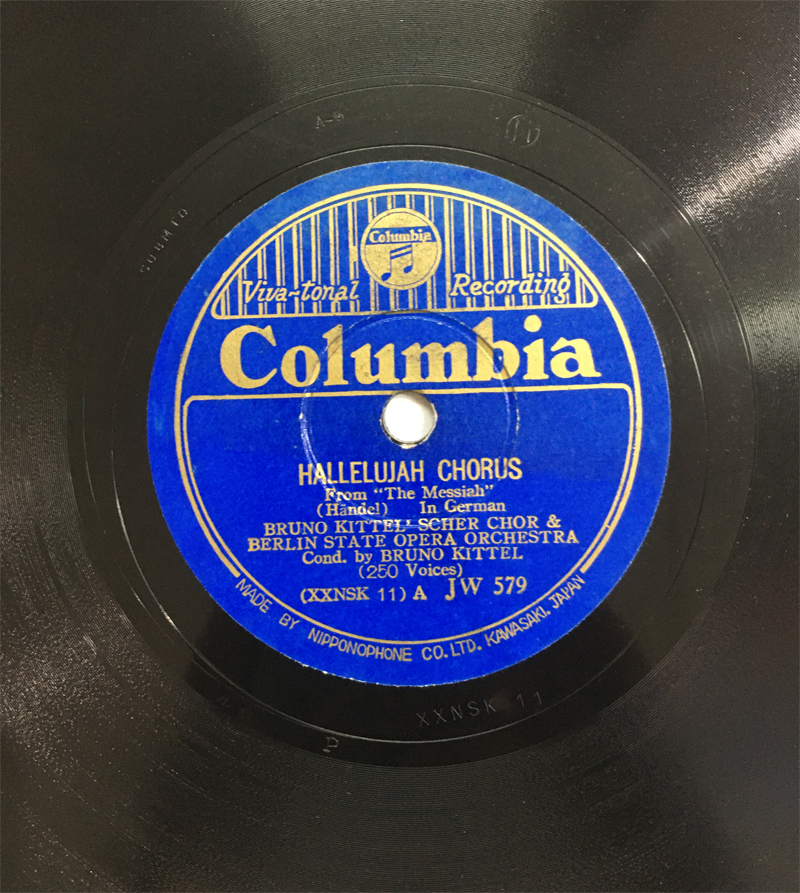 A-6
Columbia
Viva-tonal Recording
Columbia
HALLELUJAH CHORUS
From "The Messiah"
(Händel) In German
BRUNO KITTEL' SCHER CHOR &
BERLIN STATE OPERA ORCHESTRA
Cond. by BRUNO KITTEL
(250 Voices)
(XXNSK 11) A JW 579
MADE BY NIPPONOPHONE CO. LTD. KAWASAKI, JAPAN
XXNSK 11
P